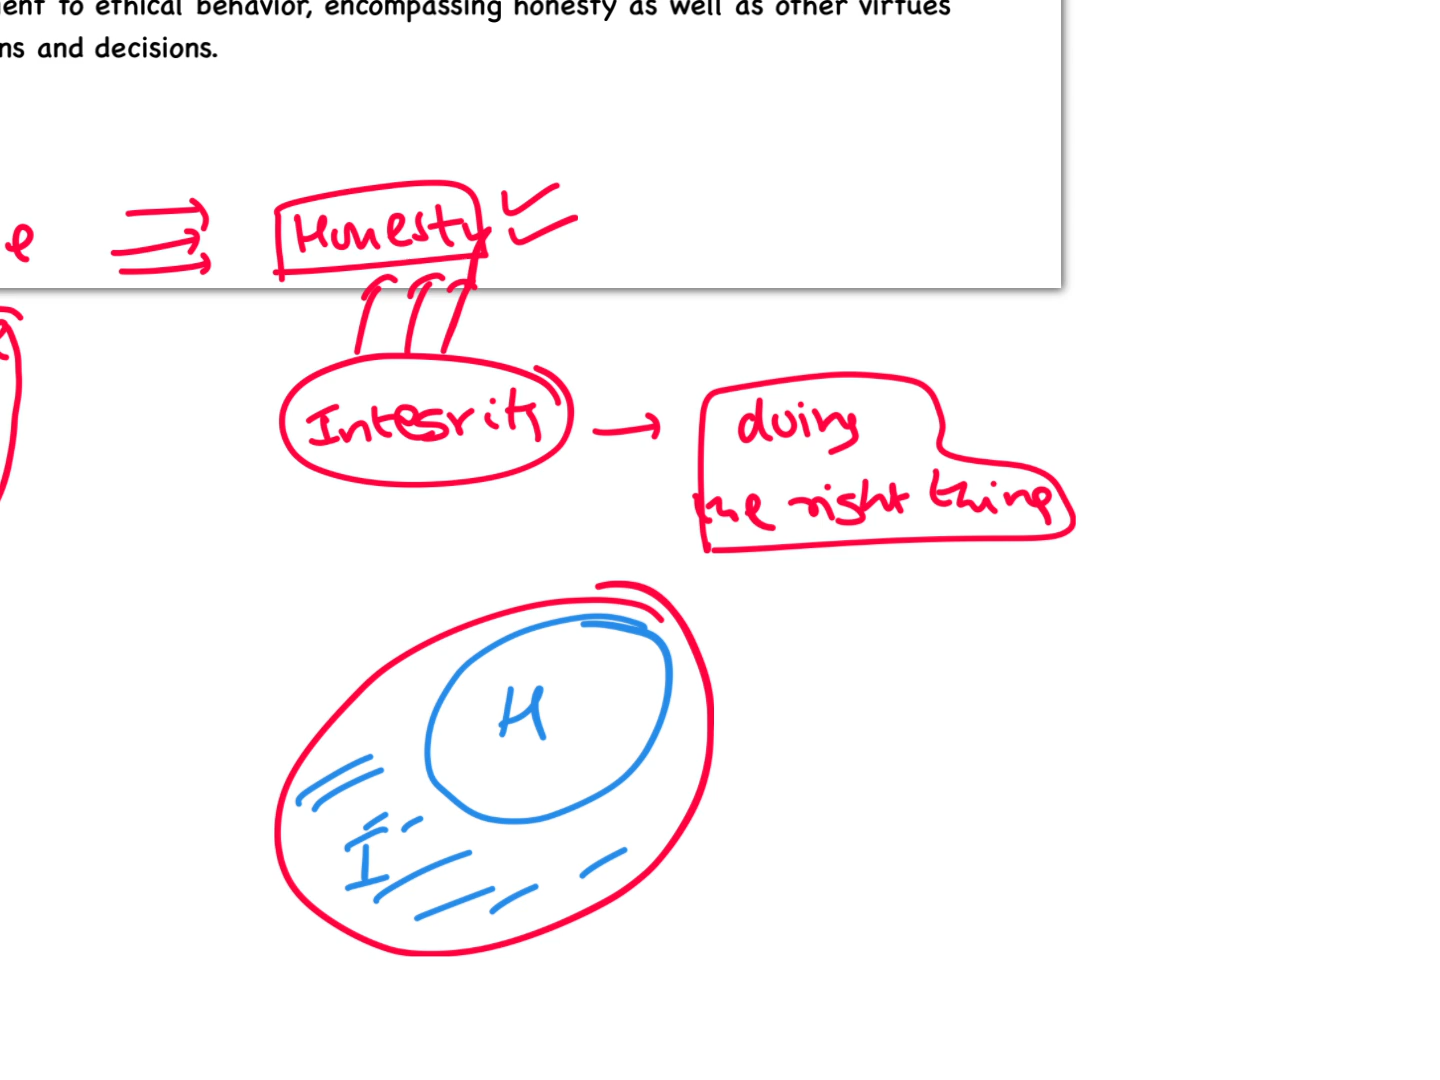 ent to ethical behavior, encompassing honesty as well as other virtues
ns and decisions.
e
Honesty
Integrity
doing
the right thing
H
I